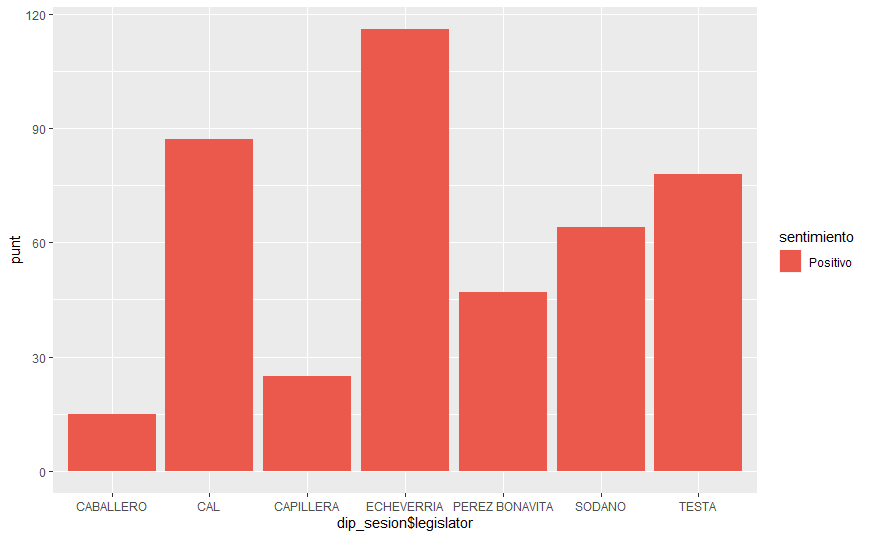 punt
120
90
60
30
0
CABALLERO
CAL
CAPILLERA
ECHEVERRIA
PEREZ BONAVITA
SODANO
TESTA
dip_sesion$legislator
sentimiento
Positivo